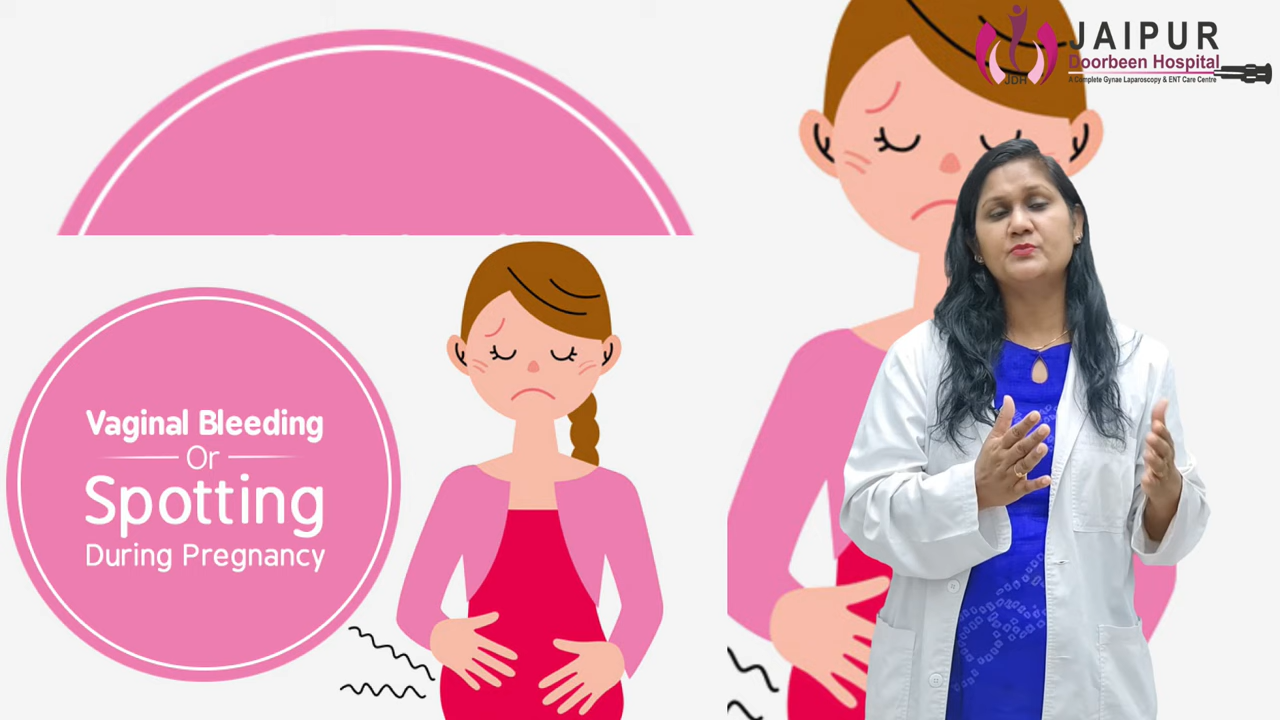 JAIPUR
Doorbeen Hospital
JDH
A Complete Gynae Laparoscopy & ENT Care Centre
Vaginal Bleeding
Or
Spotting
During Pregnancy